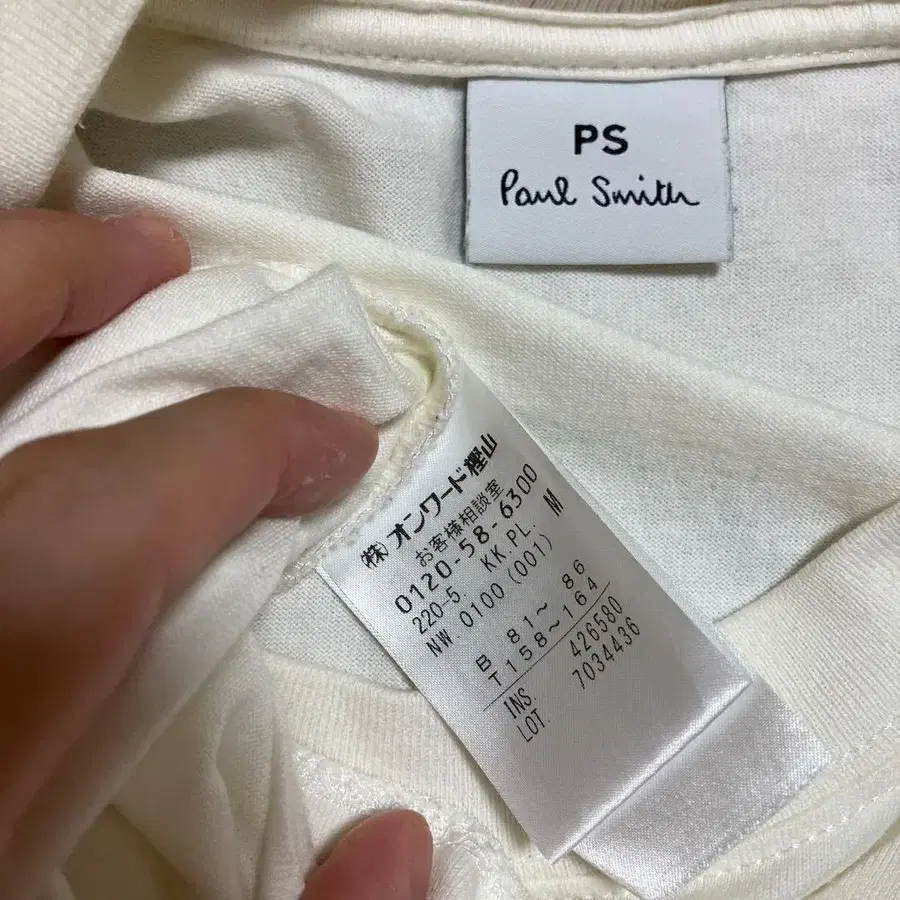 PS
Paul Smith
㈱オンワード樫山
お客様相談室
0120-58-6300
220-5. KK.PL. M
NW 0100 (001)
B 81～ 86
T158～164
INS. 426580
LOT. 7034436